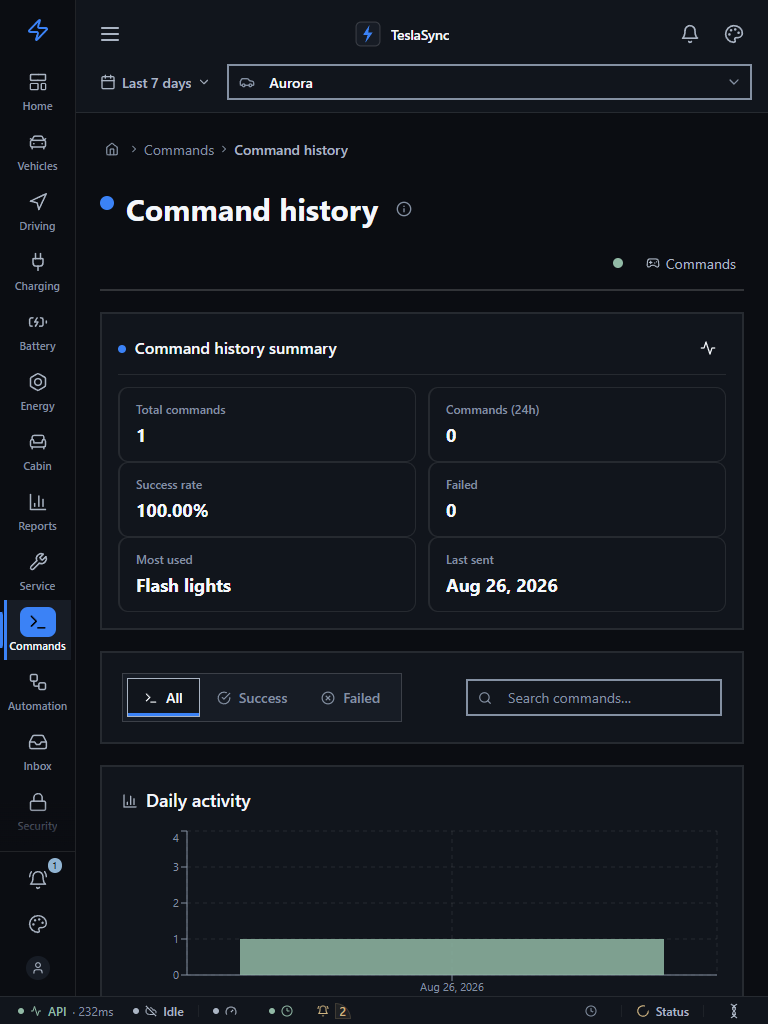 TeslaSync
Last 7 days
Aurora
Home
Vehicles
Driving
Charging
Battery
Energy
Cabin
Reports
Service
Commands
Automation
Inbox
Security
1
Commands
Command history
Command history
Commands
Command history summary
Total commands
1
Commands (24h)
0
Success rate
100.00%
Failed
0
Most used
Flash lights
Last sent
Aug 26, 2026
All
Success
Failed
Search commands...
Daily activity
4
3
2
1
0
Aug 26, 2026
API · 232ms
Idle
2
Status